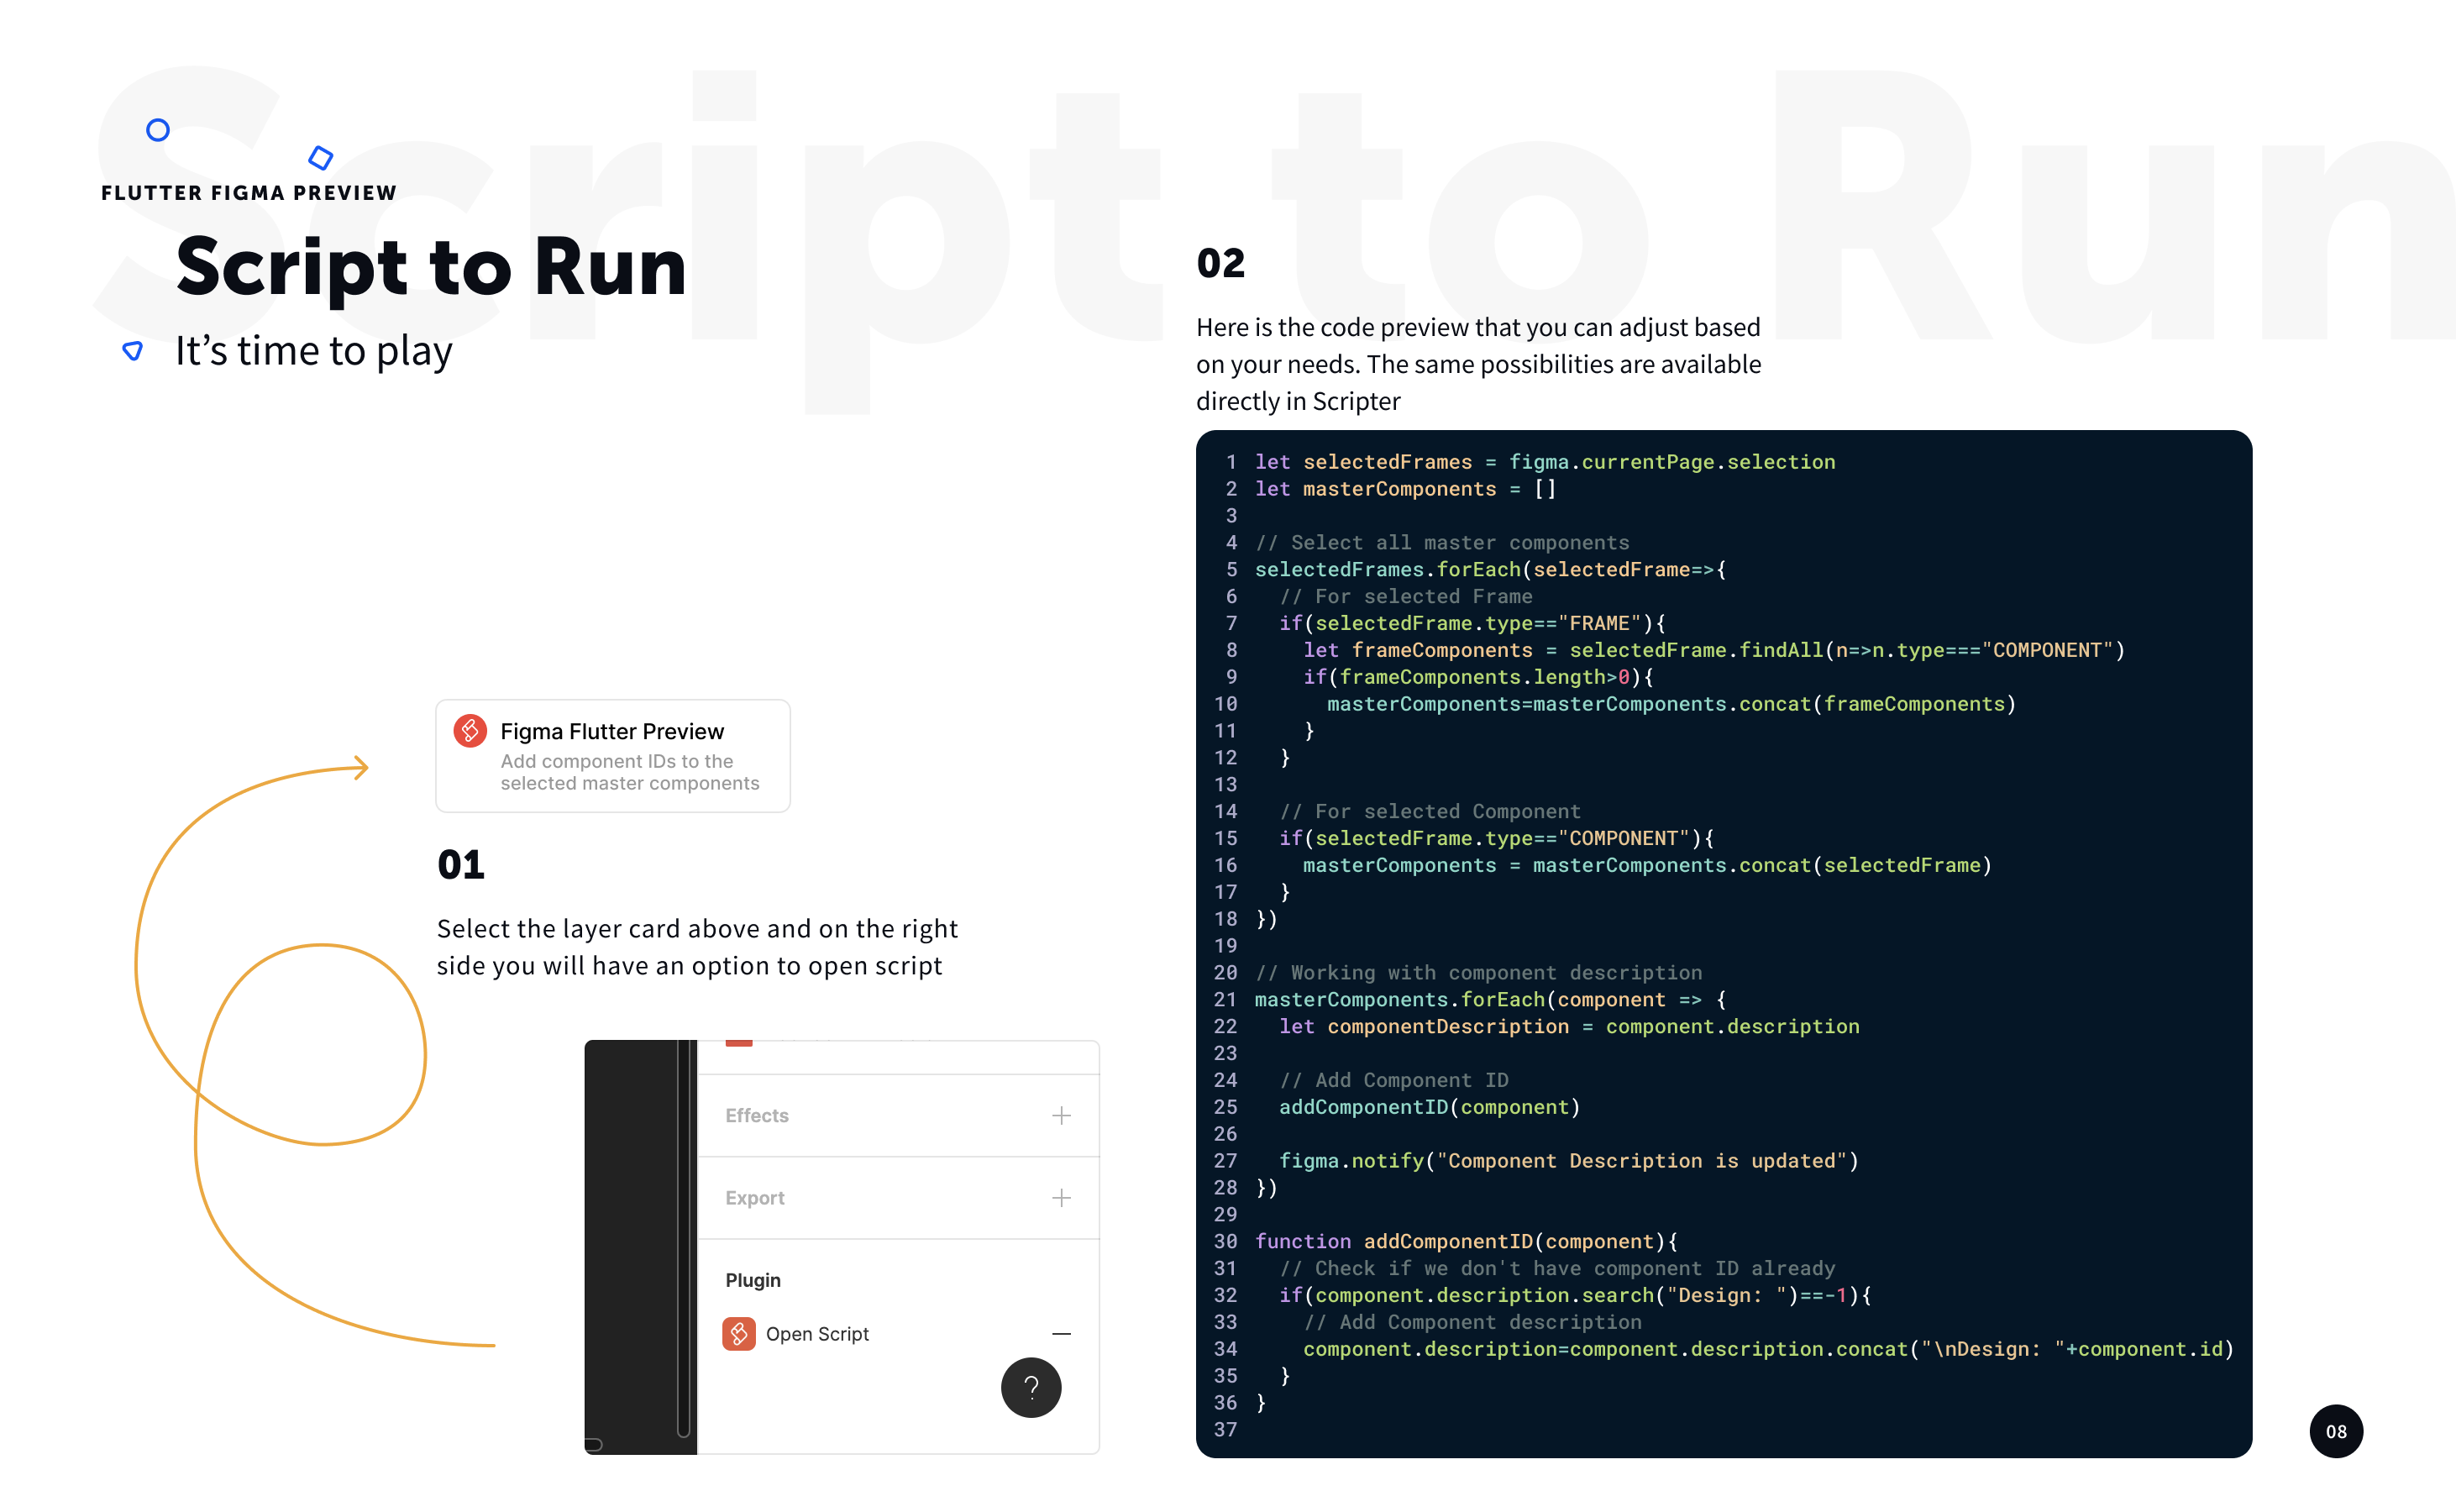 Script to Run
FLUTTER FIGMA PREVIEW
Script to Run
It’s time to play
Figma Flutter Preview
Add component IDs to the
selected master components
01
Select the layer card above and on the right
side you will have an option to open script
Effects
Export
Plugin
Open Script
?
02
Here is the code preview that you can adjust based
on your needs. The same possibilities are available
directly in Scripter
1 let selectedFrames = figma.currentPage.selection
2 let masterComponents = []
3
4 // Select all master components
5 selectedFrames.forEach(selectedFrame=>{
6   // For selected Frame
7   if(selectedFrame.type=="FRAME"){
8     let frameComponents = selectedFrame.findAll(n=>n.type==="COMPONENT")
9     if(frameComponents.length>0){
10       masterComponents=masterComponents.concat(frameComponents)
11     }
12   }
13
14   // For selected Component
15   if(selectedFrame.type=="COMPONENT"){
16     masterComponents = masterComponents.concat(selectedFrame)
17   }
18 })
19
20 // Working with component description
21 masterComponents.forEach(component => {
22   let componentDescription = component.description
23
24   // Add Component ID
25   addComponentID(component)
26
27   figma.notify("Component Description is updated")
28 })
29
30 function addComponentID(component){
31   // Check if we don't have component ID already
32   if(component.description.search("Design: ")==-1){
33     // Add Component description
34     component.description=component.description.concat("\nDesign: "+component.id)
35   }
36 }
37
08